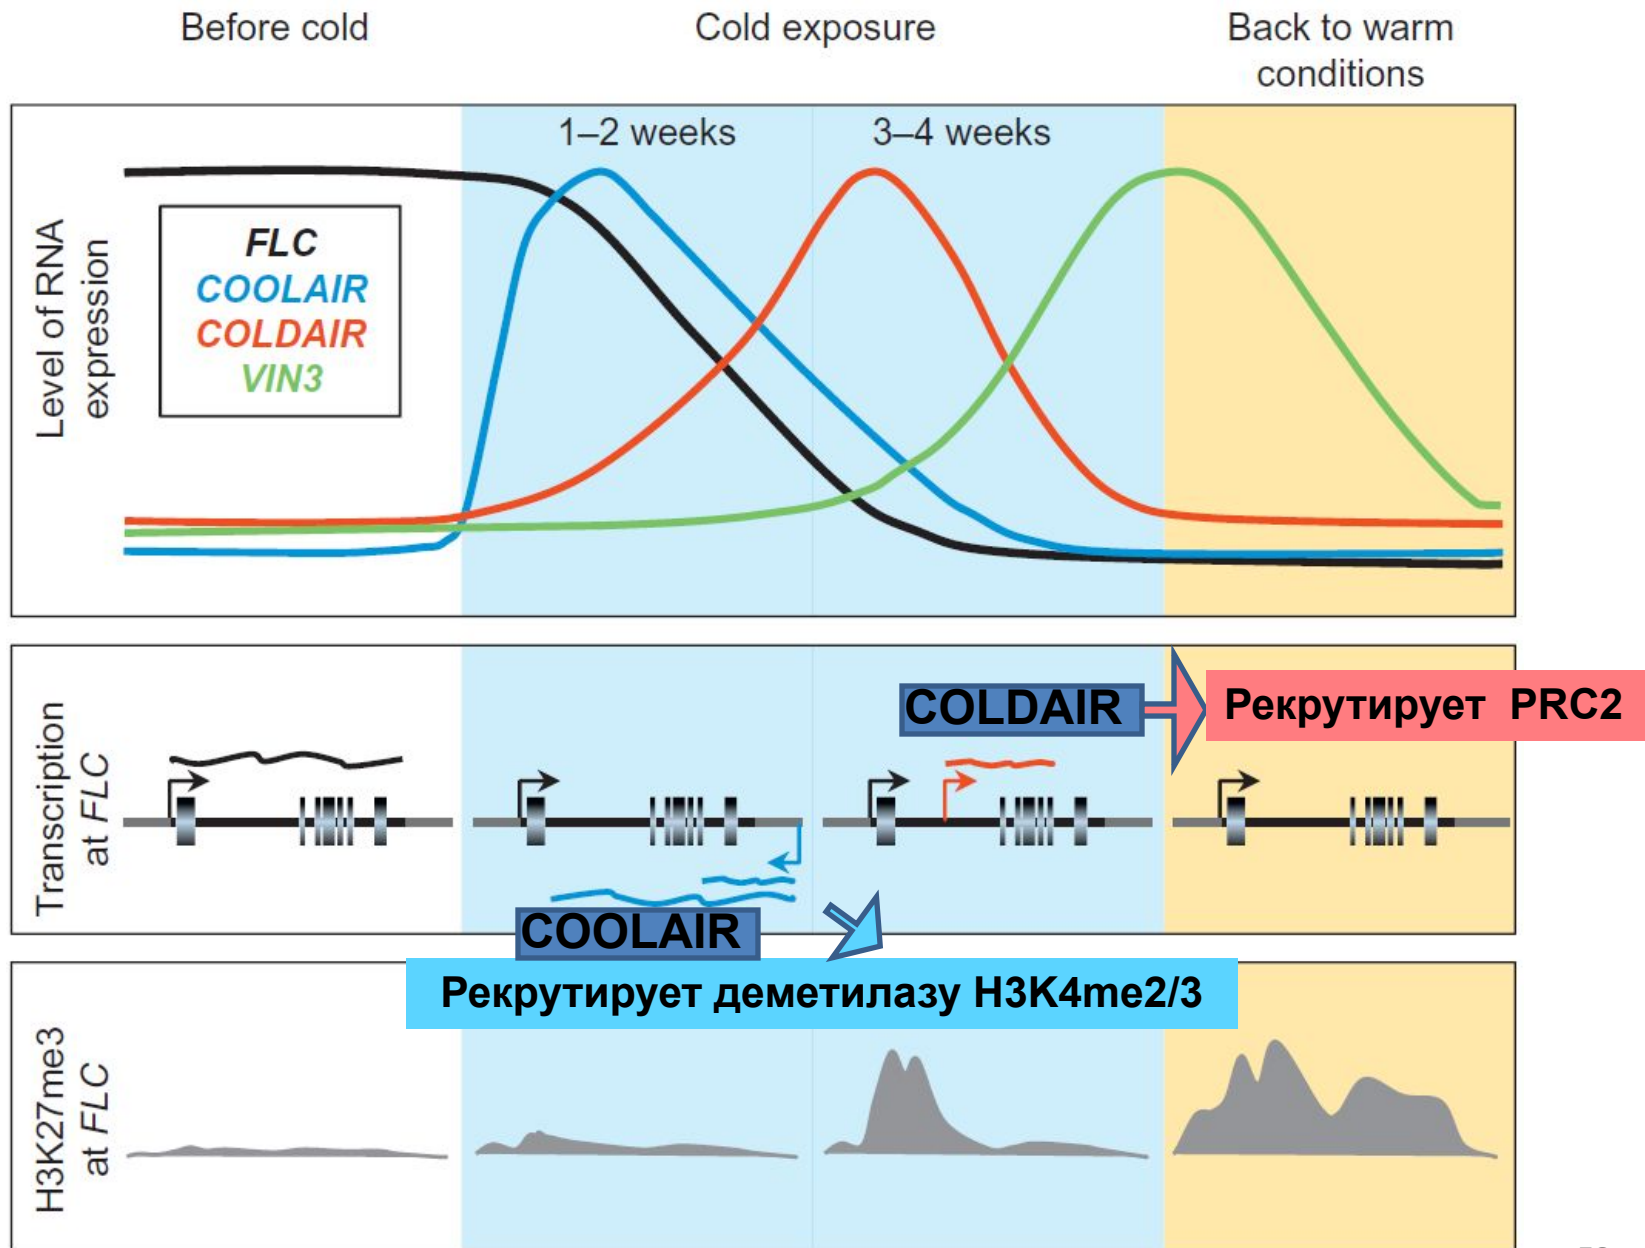 Before cold
Cold exposure
Back to warm
conditions
1–2 weeks
3–4 weeks
Level of RNA
expression
FLC
COOLAIR
COLDAIR
VIN3
Transcription
at FLC
COLDAIR
Рекрутирует PRC2
COOLAIR
Рекрутирует деметилазу H3K4me2/3
H3K27me3
at FLC